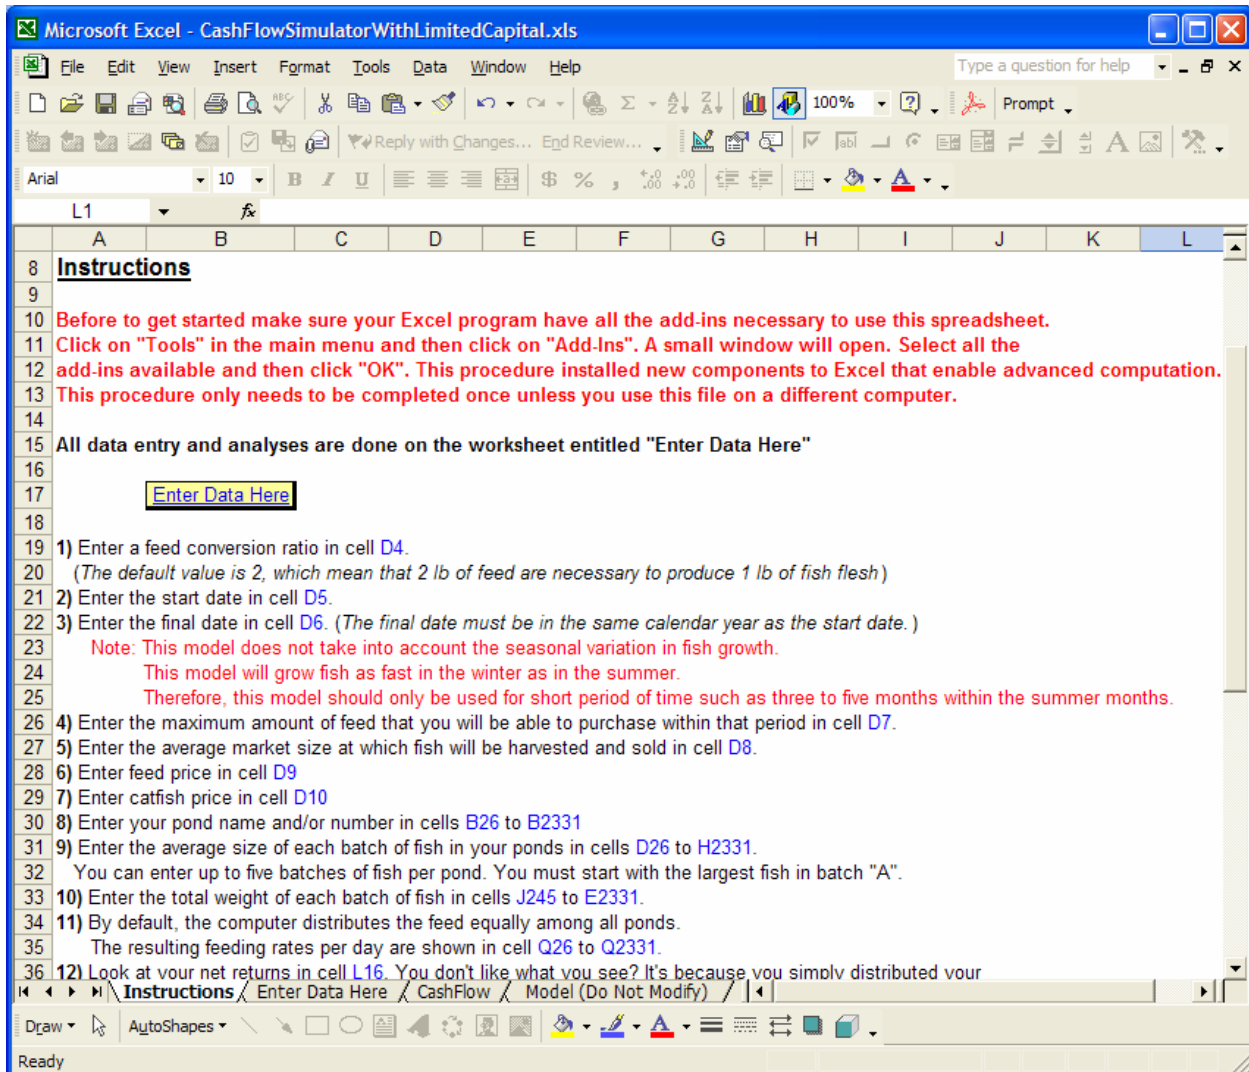 Microsoft Excel - CashFlowSimulatorWithLimitedCapital.xls
File Edit View Insert Format Tools Data Window Help Type a question for help
100% Prompt
Reply with Changes... End Review...
Arial 10 B I U $ % ,
L1 fx
A B C D E F G H I J K L
8 Instructions
9
10 Before to get started make sure your Excel program have all the add-ins necessary to use this spreadsheet.
11 Click on "Tools" in the main menu and then click on "Add-Ins". A small window will open. Select all the
12 add-ins available and then click "OK". This procedure installed new components to Excel that enable advanced computation.
13 This procedure only needs to be completed once unless you use this file on a different computer.
14
15 All data entry and analyses are done on the worksheet entitled "Enter Data Here"
16
17 Enter Data Here
18
19 1) Enter a feed conversion ratio in cell D4.
20 (The default value is 2, which mean that 2 lb of feed are necessary to produce 1 lb of fish flesh)
21 2) Enter the start date in cell D5.
22 3) Enter the final date in cell D6. (The final date must be in the same calendar year as the start date.)
23 Note: This model does not take into account the seasonal variation in fish growth.
24 This model will grow fish as fast in the winter as in the summer.
25 Therefore, this model should only be used for short period of time such as three to five months within the summer months.
26 4) Enter the maximum amount of feed that you will be able to purchase within that period in cell D7.
27 5) Enter the average market size at which fish will be harvested and sold in cell D8.
28 6) Enter feed price in cell D9
29 7) Enter catfish price in cell D10
30 8) Enter your pond name and/or number in cells B26 to B2331
31 9) Enter the average size of each batch of fish in your ponds in cells D26 to H2331.
32 You can enter up to five batches of fish per pond. You must start with the largest fish in batch "A".
33 10) Enter the total weight of each batch of fish in cells J245 to E2331.
34 11) By default, the computer distributes the feed equally among all ponds.
35 The resulting feeding rates per day are shown in cell Q26 to Q2331.
36 12) Look at your net returns in cell L16. You don't like what you see? It's because you simply distributed your
Instructions Enter Data Here CashFlow Model (Do Not Modify)
Draw AutoShapes
Ready